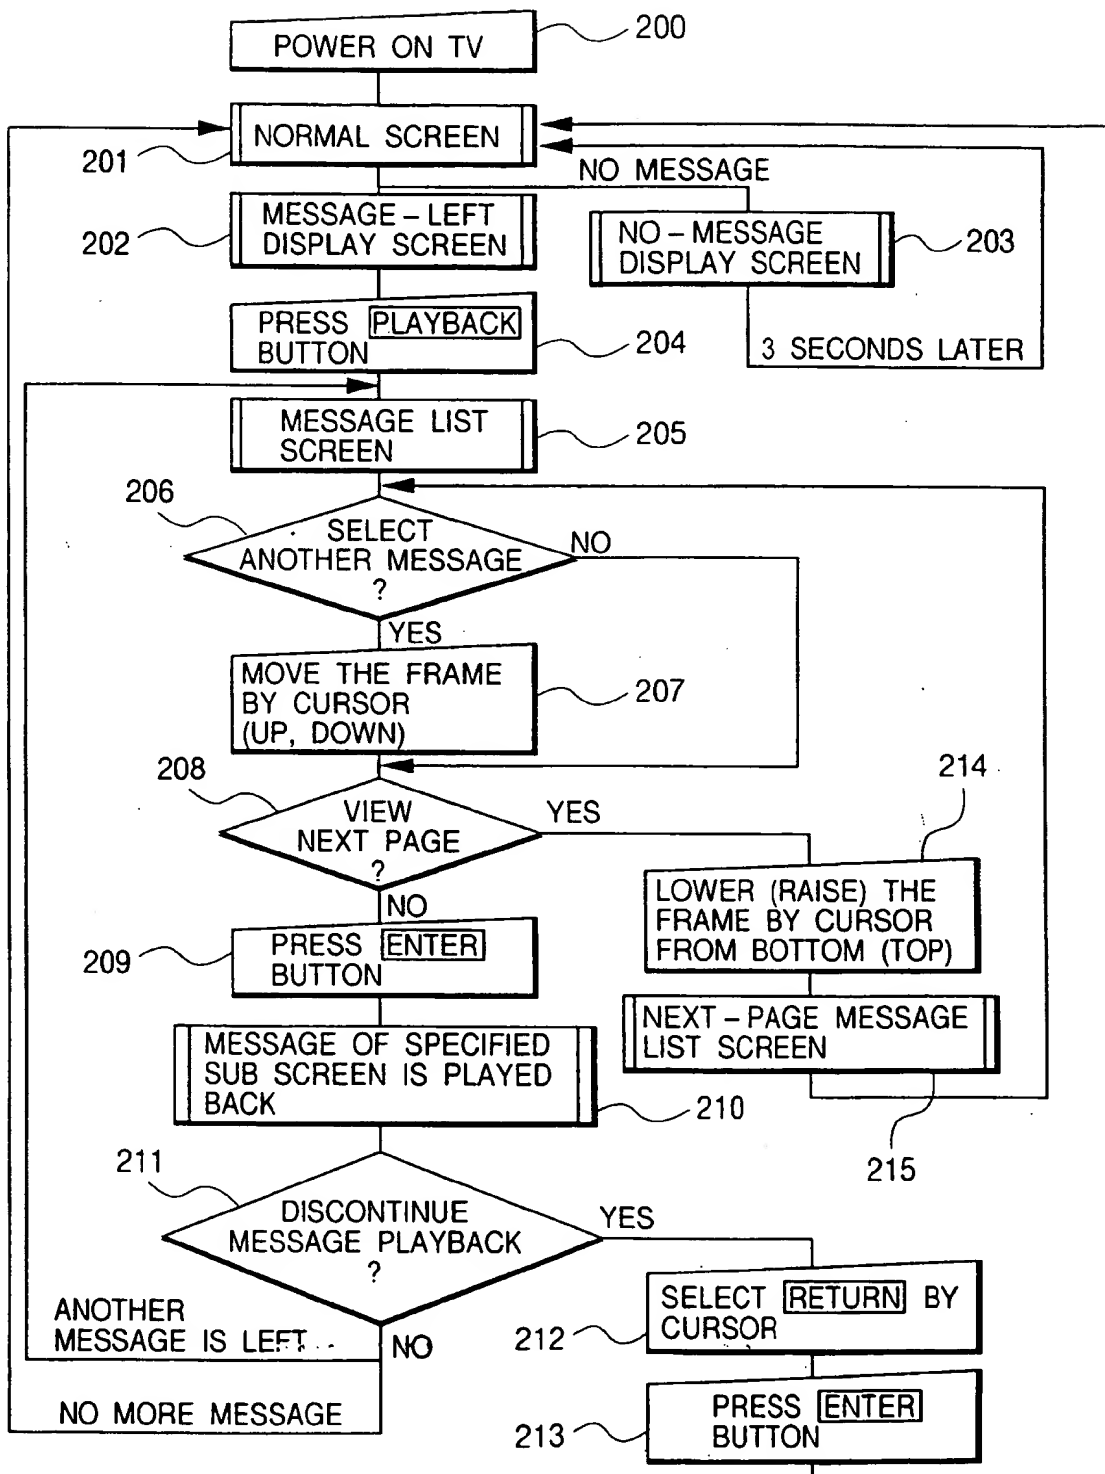 POWER ON TV
200
NORMAL SCREEN
201
NO MESSAGE
MESSAGE-LEFT
DISPLAY SCREEN
202
NO-MESSAGE
DISPLAY SCREEN
203
PRESS PLAYBACK
BUTTON
204
3 SECONDS LATER
MESSAGE LIST
SCREEN
205
206
SELECT
ANOTHER MESSAGE
?
NO
YES
MOVE THE FRAME
BY CURSOR
(UP, DOWN)
207
208
VIEW
NEXT PAGE
?
YES
NO
214
LOWER (RAISE) THE
FRAME BY CURSOR
FROM BOTTOM (TOP)
209
PRESS ENTER
BUTTON
NEXT-PAGE MESSAGE
LIST SCREEN
215
MESSAGE OF SPECIFIED
SUB SCREEN IS PLAYED
BACK
210
211
DISCONTINUE
MESSAGE PLAYBACK
?
YES
NO
ANOTHER
MESSAGE IS LEFT
NO MORE MESSAGE
SELECT RETURN BY
CURSOR
212
PRESS ENTER
BUTTON
213